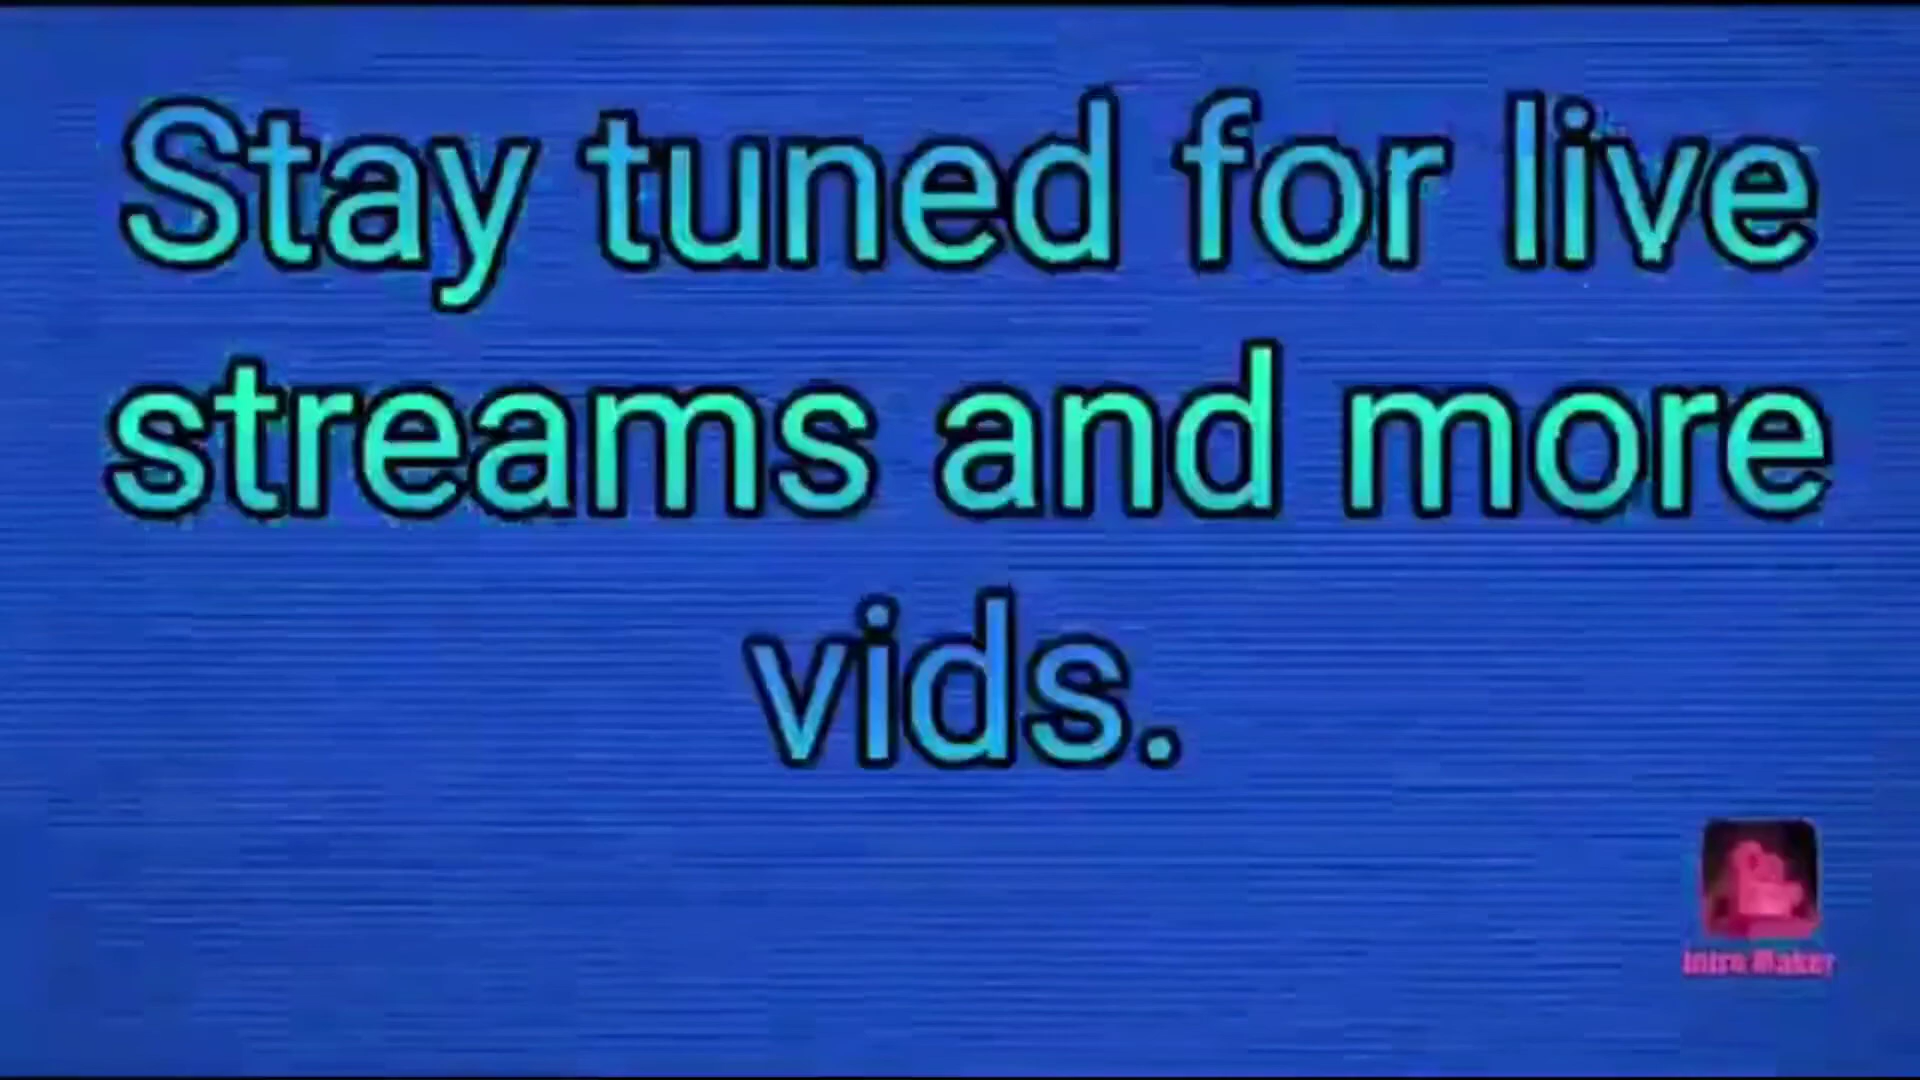 Stay tuned for live
streams and more
vids.
Intro Maker